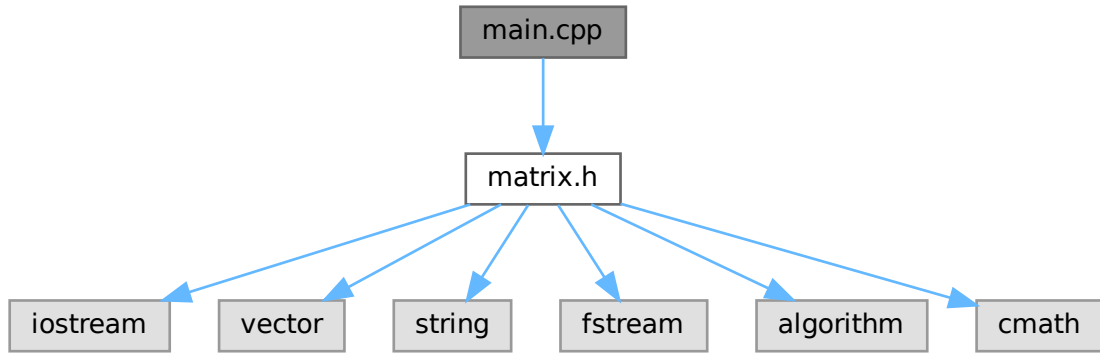 main.cpp
matrix.h
iostream
vector
string
fstream
algorithm
cmath